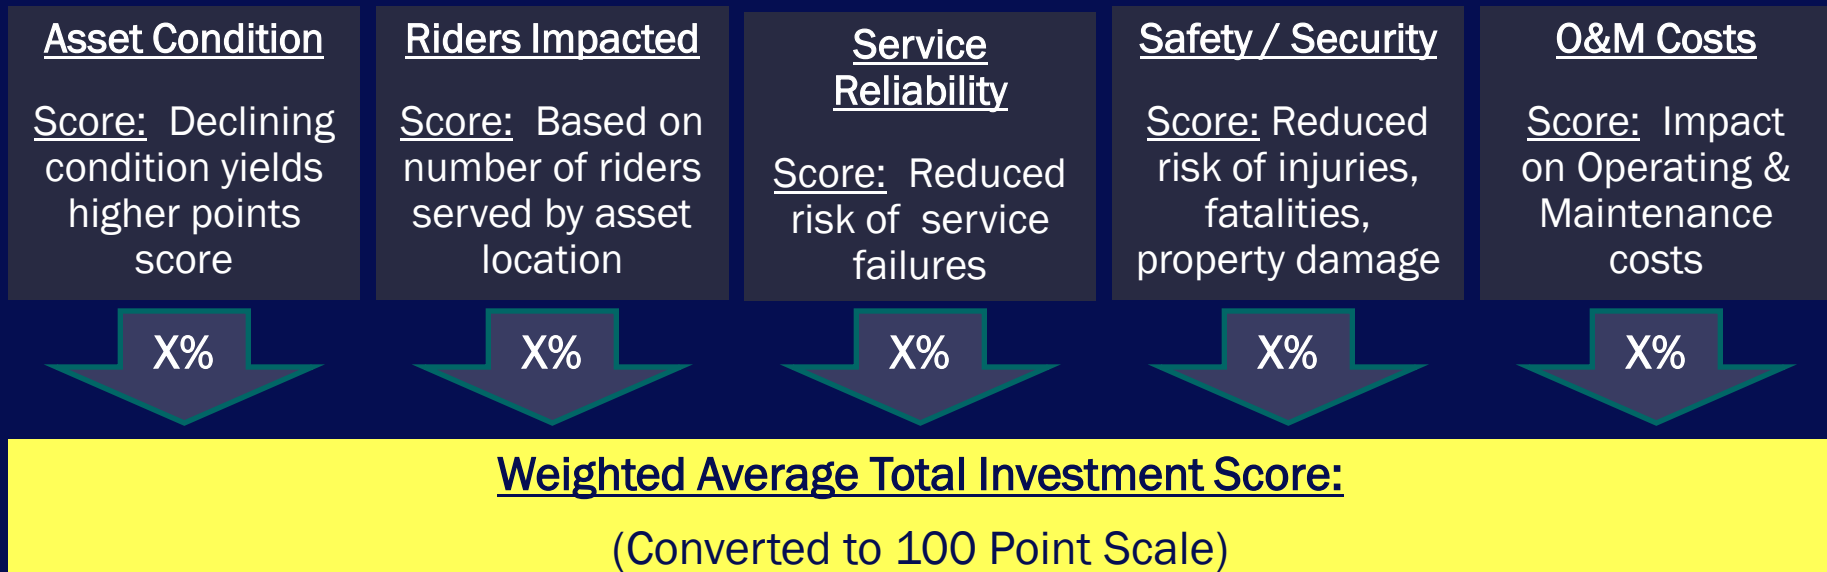 Asset Condition
Score: Declining
condition yields
higher points
score
Riders Impacted
Score: Based on
number of riders
served by asset
location
Service
Reliability
Score: Reduced
risk of service
failures
Safety / Security
Score: Reduced
risk of injuries,
fatalities,
property damage
O&M Costs
Score: Impact
on Operating &
Maintenance
costs
X%
X%
X%
X%
X%
Weighted Average Total Investment Score:
(Converted to 100 Point Scale)